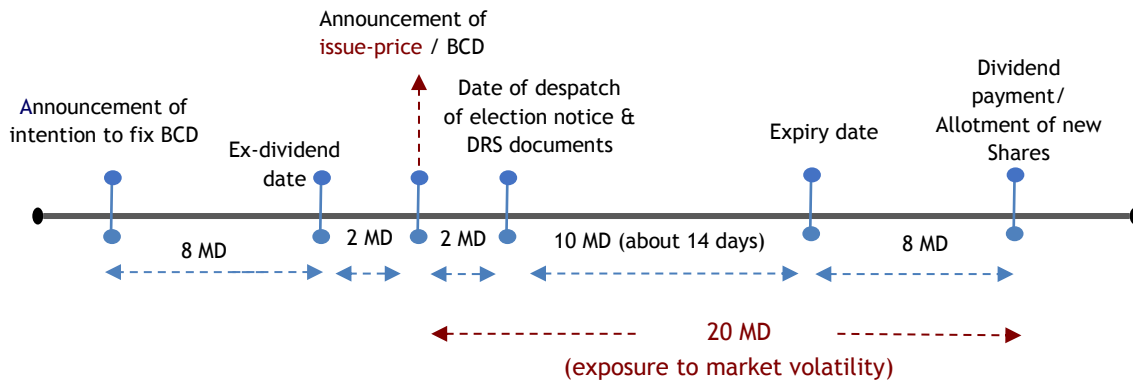 Announcement of
issue-price / BCD
Announcement of
intention to fix BCD
Ex-dividend
date
Date of despatch
of election notice &
DRS documents
Expiry date
Dividend
payment/
Allotment of new
Shares
8 MD
2 MD
2 MD
10 MD (about 14 days)
8 MD
20 MD
(exposure to market volatility)